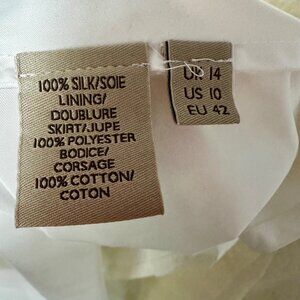 100% SILK/SOIE
LINING/
DOUBLURE
SKIRT/JUPE
100% POLYESTER
BODICE/
CORSAGE
100% COTTON/
COTON
UK 14
US 10
EU 42